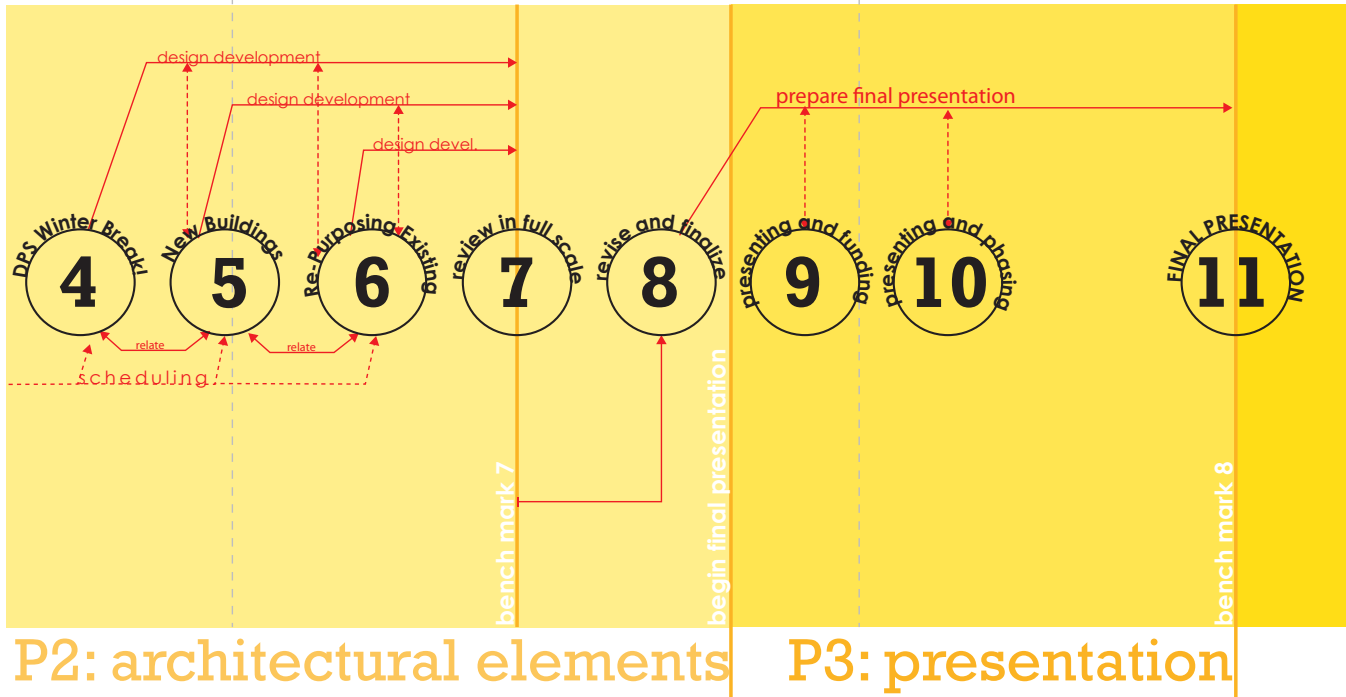 design development
design development
prepare final presentation
design devel.
DPS Winter Break!
4
New Buildings
5
Re-Purposing Existing
6
review in full scale
7
revise and finalize
8
presenting and funding
9
presenting and phasing
10
FINAL PRESENTATION
11
relate
relate
scheduling
bench mark 7
begin final presentation
bench mark 8
P2: architectural elements
P3: presentation